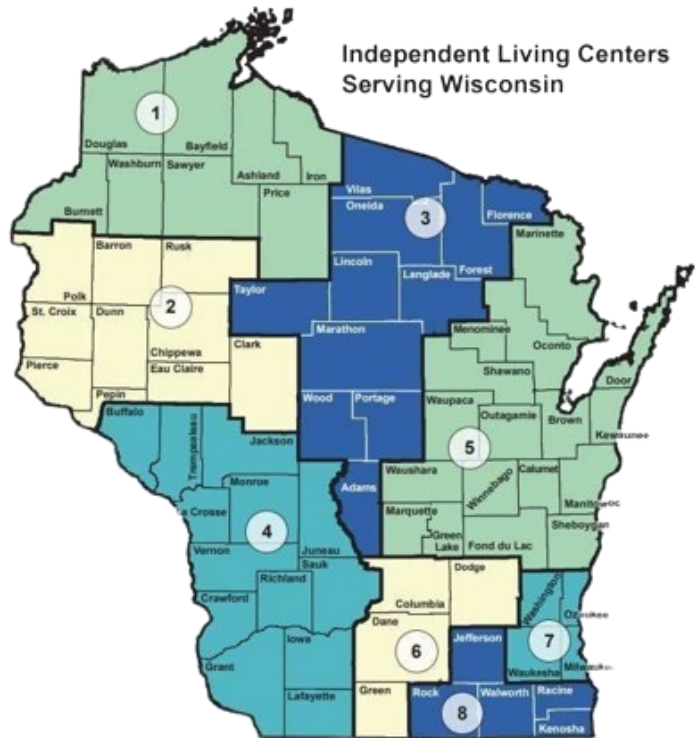 Independent Living Centers
Serving Wisconsin
1
Douglas
Bayfield
Washburn
Sawyer
Ashland
Iron
Burnett
Price
Vilas
Oneida
3
Florence
Marinette
Barron
Rusk
Lincoln
Langlade
Forest
Taylor
Polk
2
St. Croix
Dunn
Chippewa
Marathon
Menominee
Oconto
Clark
Pierce
Eau Claire
Shawano
Door
Pepin
Wood
Portage
Waupaca
Outagamie
Brown
Kewaunee
Buffalo
Trempealeau
Jackson
5
Monroe
Adams
Waushara
Winnebago
Calumet
Manitowoc
La Crosse
4
Marquette
Green
Lake
Fond du Lac
Sheboygan
Vernon
Juneau
Sauk
Richland
Crawford
Columbia
Dodge
Washington
Ozaukee
Dane
Iowa
Grant
6
Jefferson
7
Waukesha
Milwauk
Lafayette
Green
Rock
Walworth
Racine
8
Kenosha